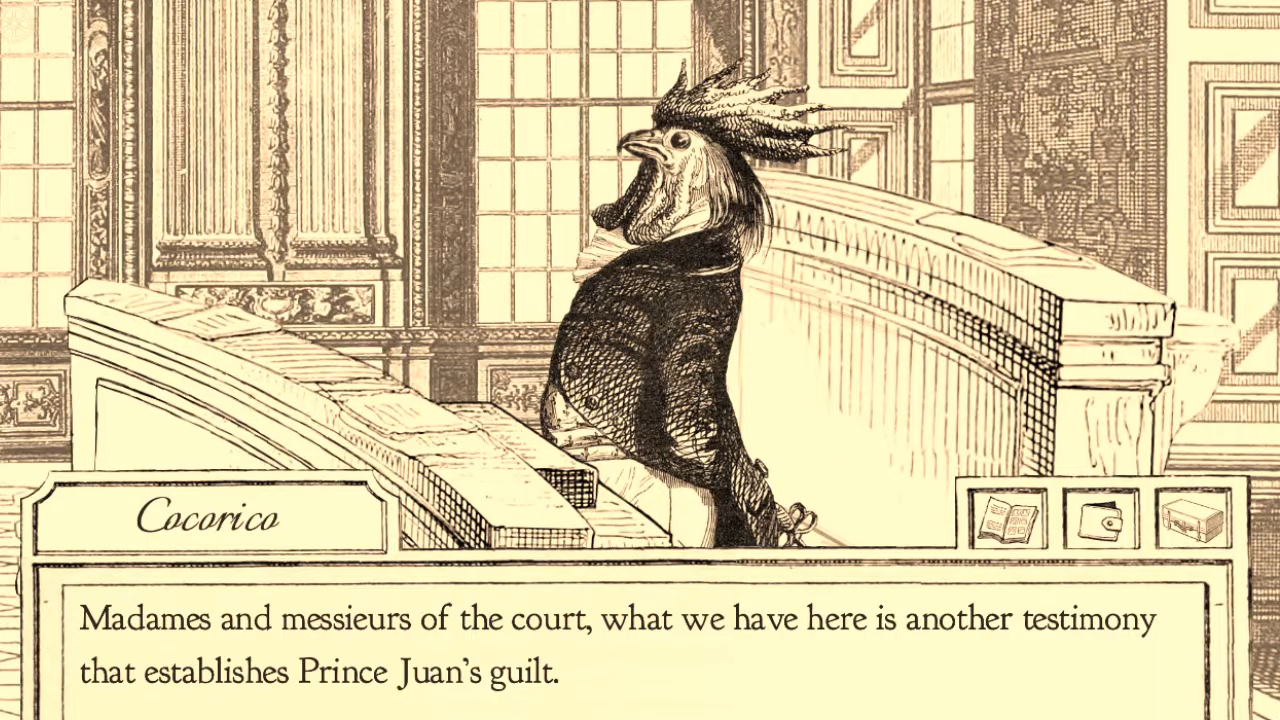 Cocorico
Madames and messieurs of the court, what we have here is another testimony
that establishes Prince Juan's guilt.